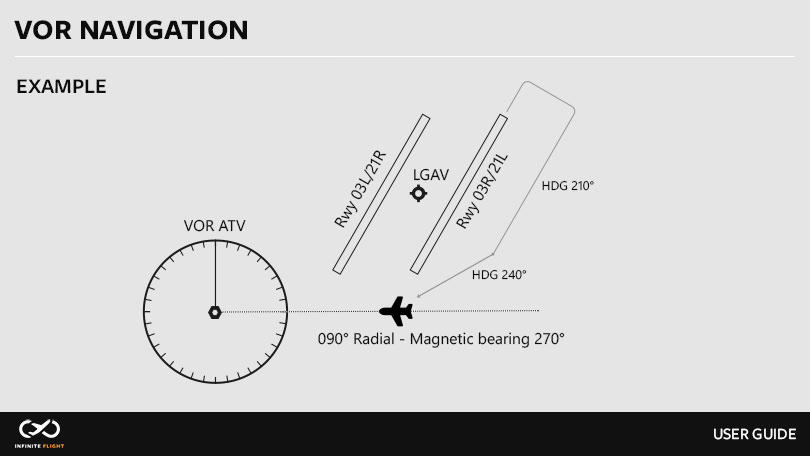 VOR NAVIGATION
EXAMPLE
Rwy 03L/21R
LGAV
Rwy 03R/21L
HDG 210°
VOR ATV
HDG 240°
090° Radial - Magnetic bearing 270°
INFINITE FLIGHT
USER GUIDE